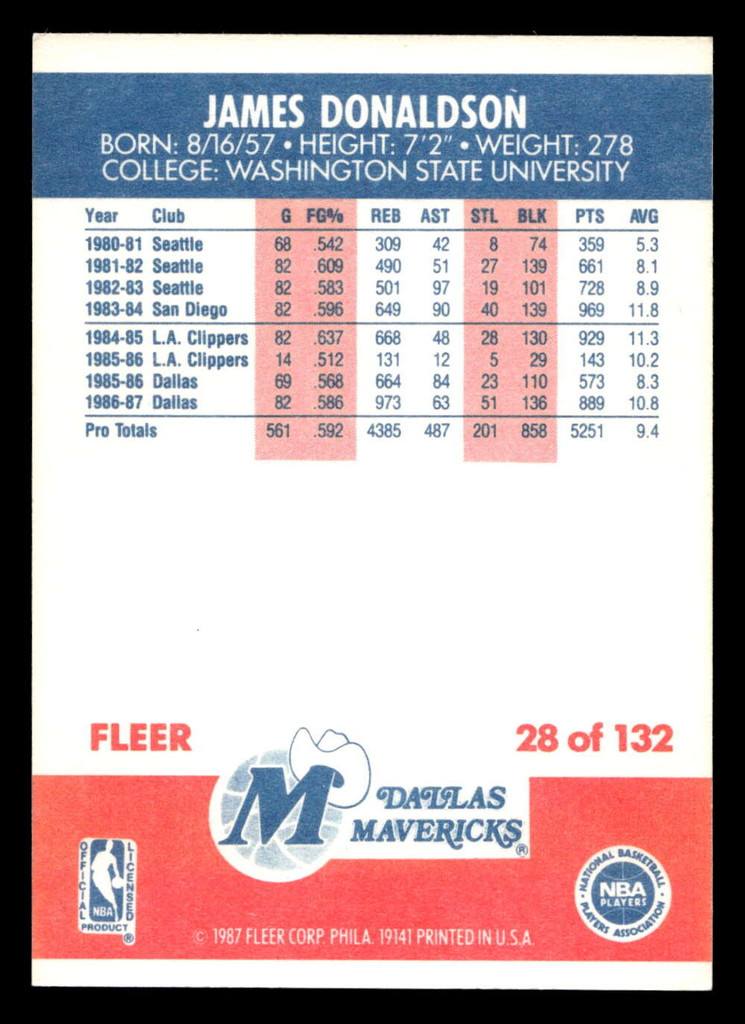 JAMES DONALDSON
BORN: 8/16/57 • HEIGHT: 7'2" • WEIGHT: 278
COLLEGE: WASHINGTON STATE UNIVERSITY
Year Club G FG% REB AST STL BLK PTS AVG
1980-81 Seattle 68 .542 309 42 8 74 359 5.3
1981-82 Seattle 82 .609 490 51 27 139 661 8.1
1982-83 Seattle 82 .583 501 97 19 101 728 8.9
1983-84 San Diego 82 .596 649 90 40 139 969 11.8
1984-85 L.A. Clippers 82 .637 668 48 28 130 929 11.3
1985-86 L.A. Clippers 14 .512 131 12 5 29 143 10.2
1985-86 Dallas 69 .568 664 84 23 110 573 8.3
1986-87 Dallas 82 .586 973 63 51 136 889 10.8
Pro Totals 561 .592 4385 487 201 858 5251 9.4
FLEER 28 of 132
M DALLAS
MAVERICKS®
OFFICIAL LICENSED
NBA
PRODUCT ®
• NATIONAL BASKETBALL •
NBA
PLAYERS
PLAYERS ASSOCIATION
© 1987 FLEER CORP. PHILA. 19141 PRINTED IN U.S.A.